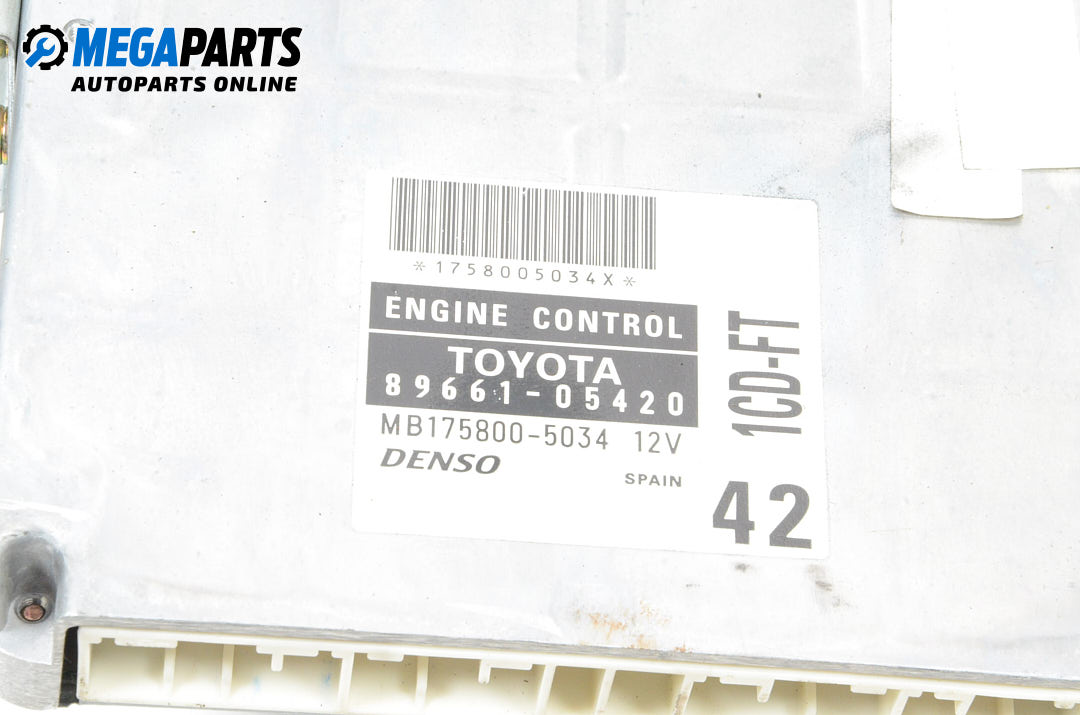 MEGAPARTS
AUTOPARTS ONLINE
*1758005034X*
ENGINE CONTROL
TOYOTA
89661-05420
MB175800-5034 12V
DENSO
SPAIN
1CD-FT
42